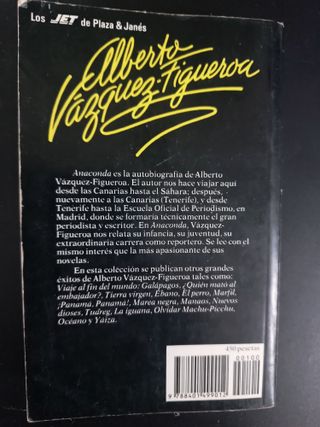 Los JET de Plaza & Janés
Alberto
Vázquez-Figueroa
Anaconda es la autobiografía de Alberto
Vázquez-Figueroa. El autor nos hace viajar aquí
desde las Canarias hasta el Sáhara; después,
nuevamente a las Canarias (Tenerife), y desde
Tenerife hasta la Escuela Oficial de Periodismo, en
Madrid, donde se formaría técnicamente el gran
periodista y escritor. En Anaconda, Vázquez-
Figueroa nos relata su infancia, su juventud, su
extraordinaria carrera como reportero. Se lee con el
mismo interés que la más apasionante de sus
novelas.
En esta colección se publican otros grandes
éxitos de Alberto Vázquez-Figueroa tales como:
Viaje al fin del mundo: Galápagos, ¿Quién mató al
embajador?, Tierra virgen, Ébano, El perro, Marfil,
¡Panamá, Panamá!, Marea negra, Manaos, Nuevos
dioses, Tuareg, La iguana, Olvidar Machu-Picchu,
Océano y Yáiza.
450 pesetas
00100
9 788401 499012